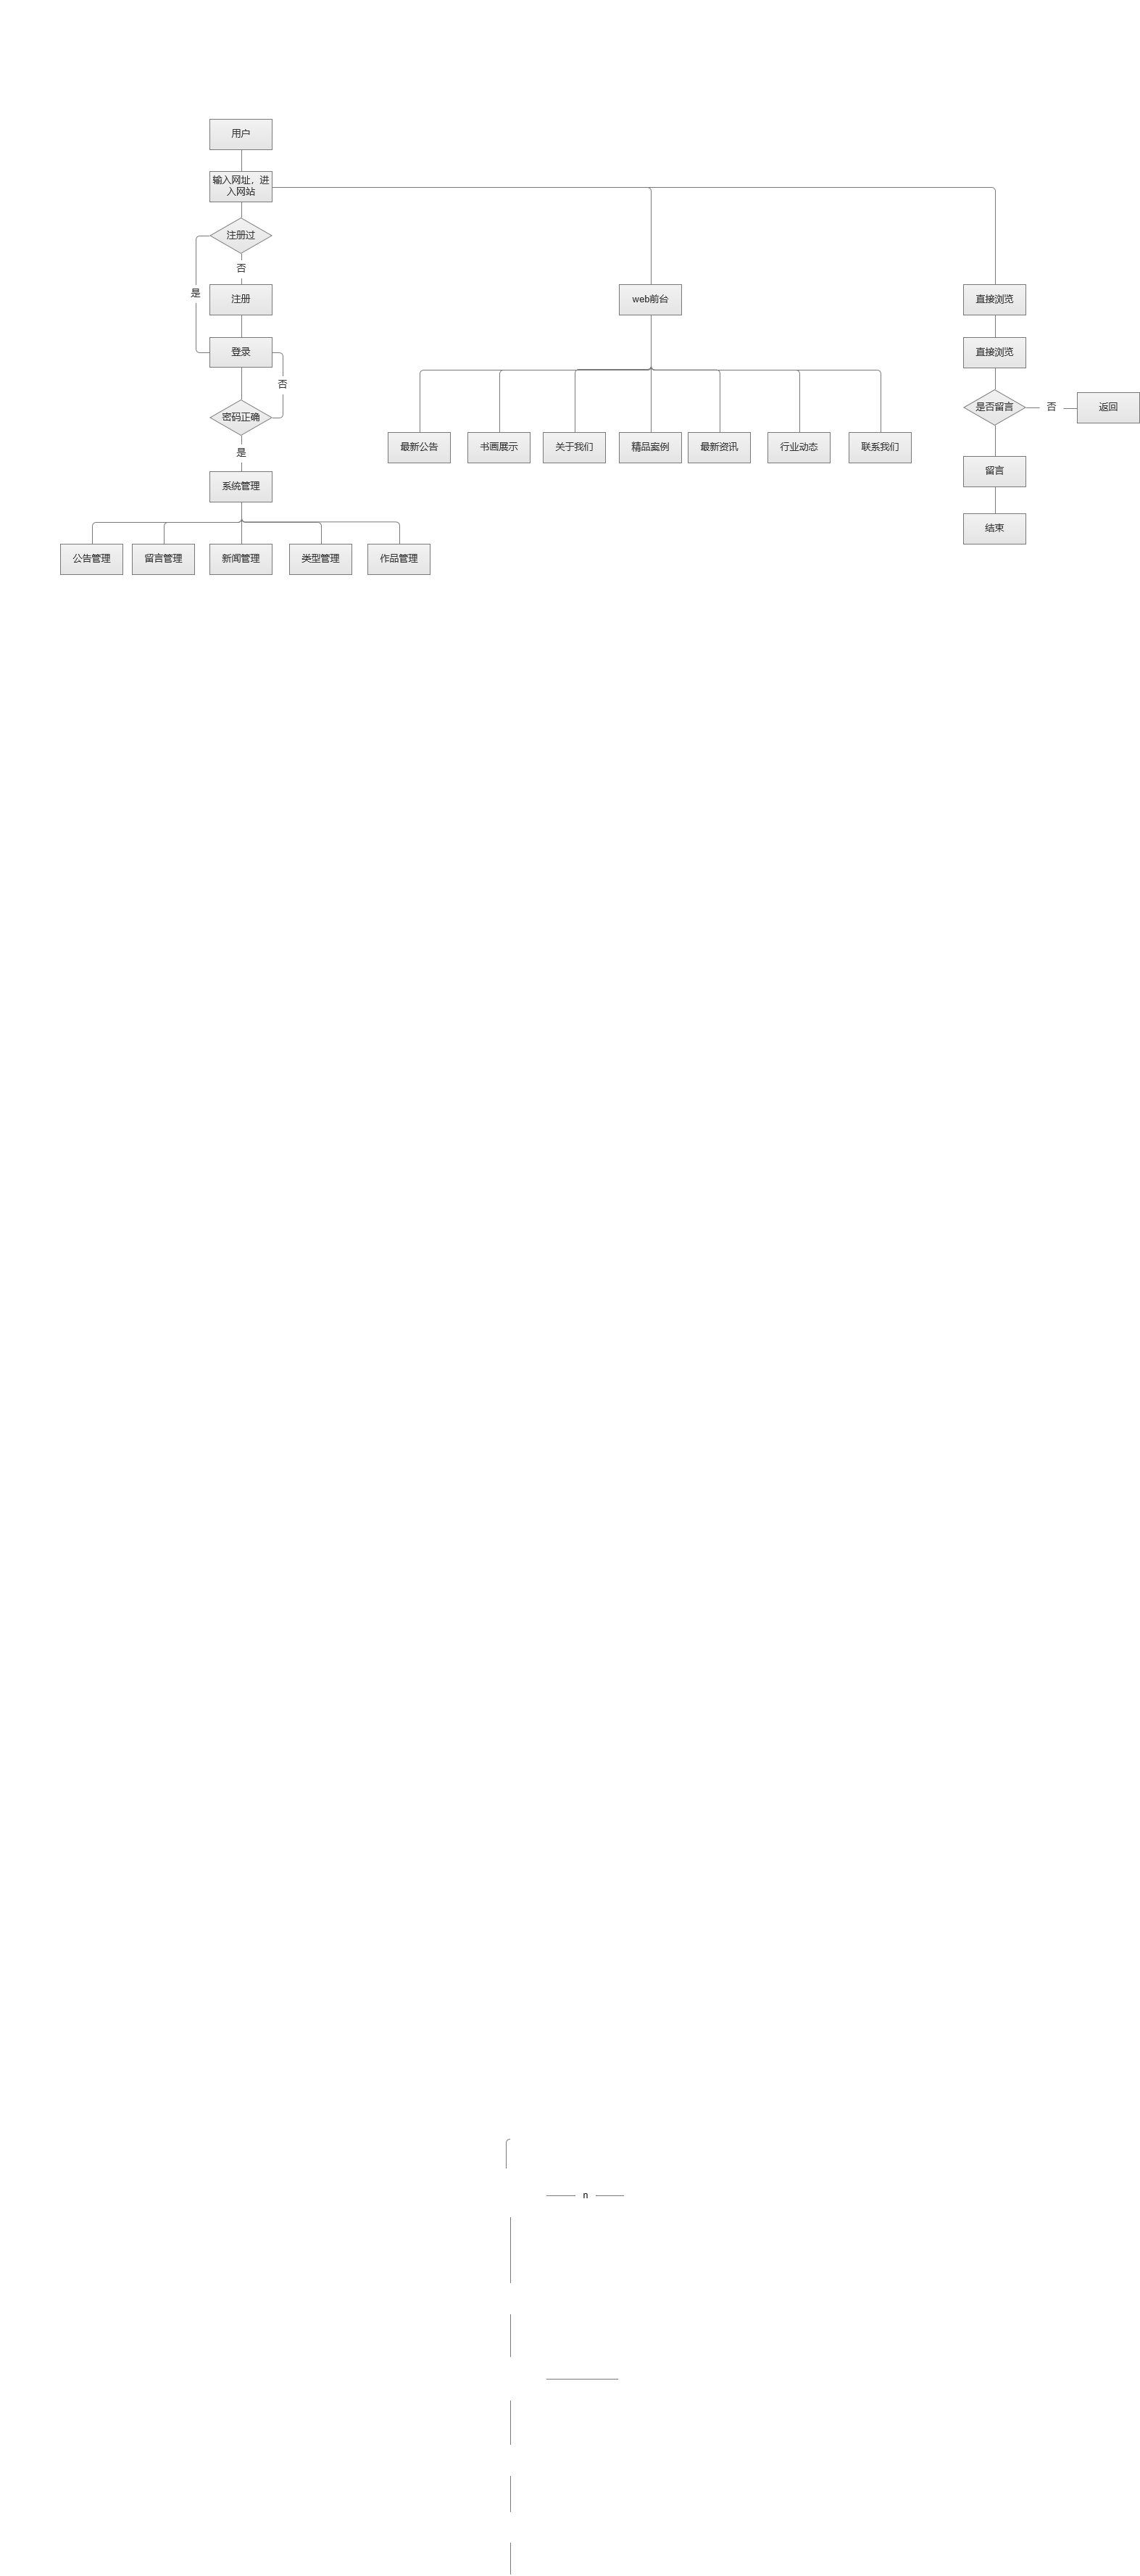 用户
输入网址，进
入网站
注册过
否
是
注册
web前台
直接浏览
登录
直接浏览
否
密码正确
是否留言
否
返回
是
最新公告
书画展示
关于我们
精品案例
最新资讯
行业动态
联系我们
留言
系统管理
结束
公告管理
留言管理
新闻管理
类型管理
作品管理
n